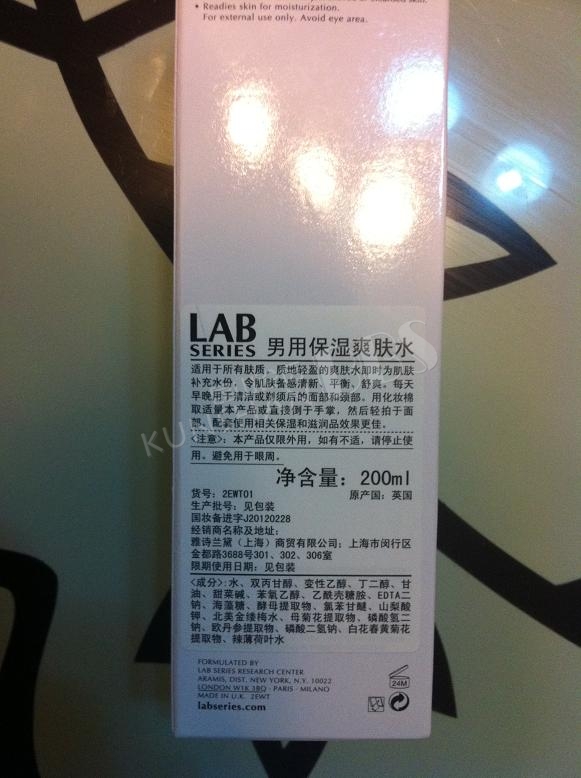 • Readies skin for moisturization.
For external use only. Avoid eye area.
LAB
SERIES 男用保湿爽肤水
适用于所有肤质。质地轻盈的爽肤水即时为肌肤
补充水份，令肌肤备感清新、平衡、舒爽。每天
早晚用于清洁或剃须后的面部和颈部。用化妆棉
取适量本产品或直接倒于手掌，然后轻拍于面
部。配套使用相关保湿和滋润品效果更佳。
<注意>：本产品仅限外用，如有不适，请停止使
用。避免用于眼周。
净含量：200ml
货号：2EWT01 原产国：英国
生产批号：见包装
国妆备进字J20120228
经销商名称及地址：
雅诗兰黛（上海）商贸有限公司；上海市闵行区
金都路3688号301、302、306室
限期使用日期：见包装
<成分>:水、双丙甘醇、变性乙醇、丁二醇、甘
油、甜菜碱、苯氧乙醇、乙酰壳糖胺、EDTA二
钠、海藻糖、酵母提取物、氯苯甘醚、山梨酸
钾、北美金缕梅水、母菊花提取物、磷酸氢二
钠、欧丹参提取物、磷酸二氢钠、白花春黄菊花
提取物、辣薄荷叶水
FORMULATED BY
LAB SERIES RESEARCH CENTER
ARAMIS, DIST. NEW YORK, N.Y. 10022
LONDON W1K 3BQ · PARIS · MILANO
MADE IN U.K. 2EWT
labseries.com
24M